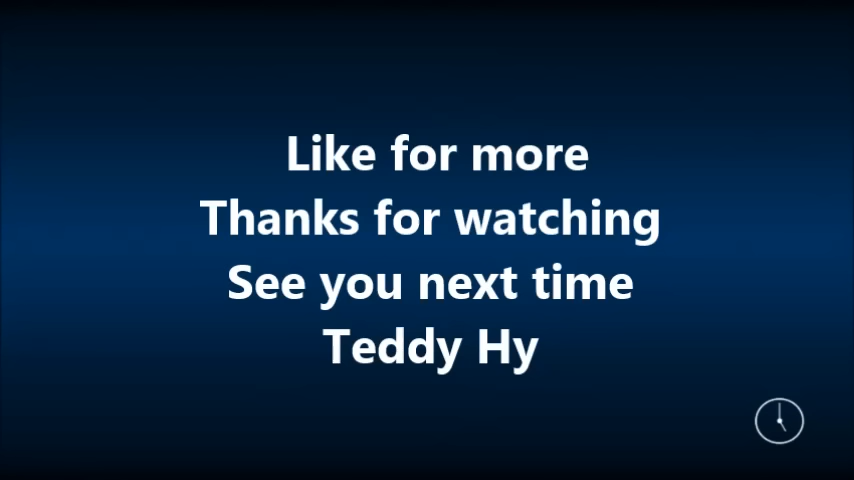 Like for more
Thanks for watching
See you next time
Teddy Hy